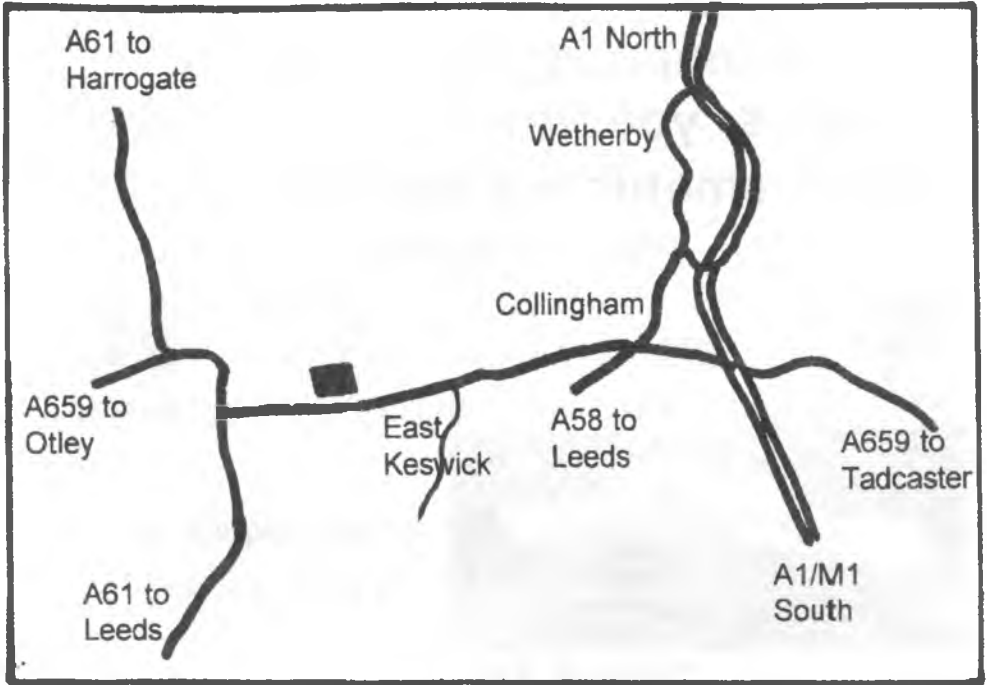 A61 to
Harrogate
A1 North
Wetherby
Collingham
A659 to
Otley
East
Keswick
A58 to
Leeds
A659 to
Tadcaster
A61 to
Leeds
A1/M1
South